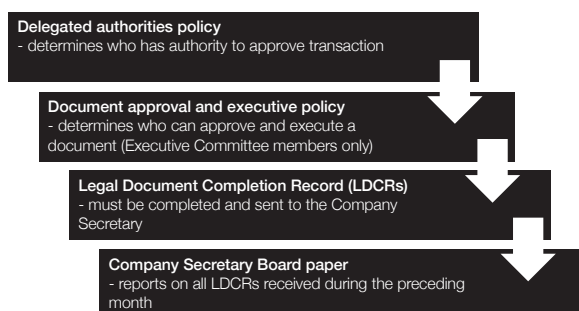 Delegated authorities policy
- determines who has authority to approve transaction
Document approval and executive policy
- determines who can approve and execute a
document (Executive Committee members only)
Legal Document Completion Record (LDCRs)
- must be completed and sent to the Company
Secretary
Company Secretary Board paper
- reports on all LDCRs received during the preceding
month